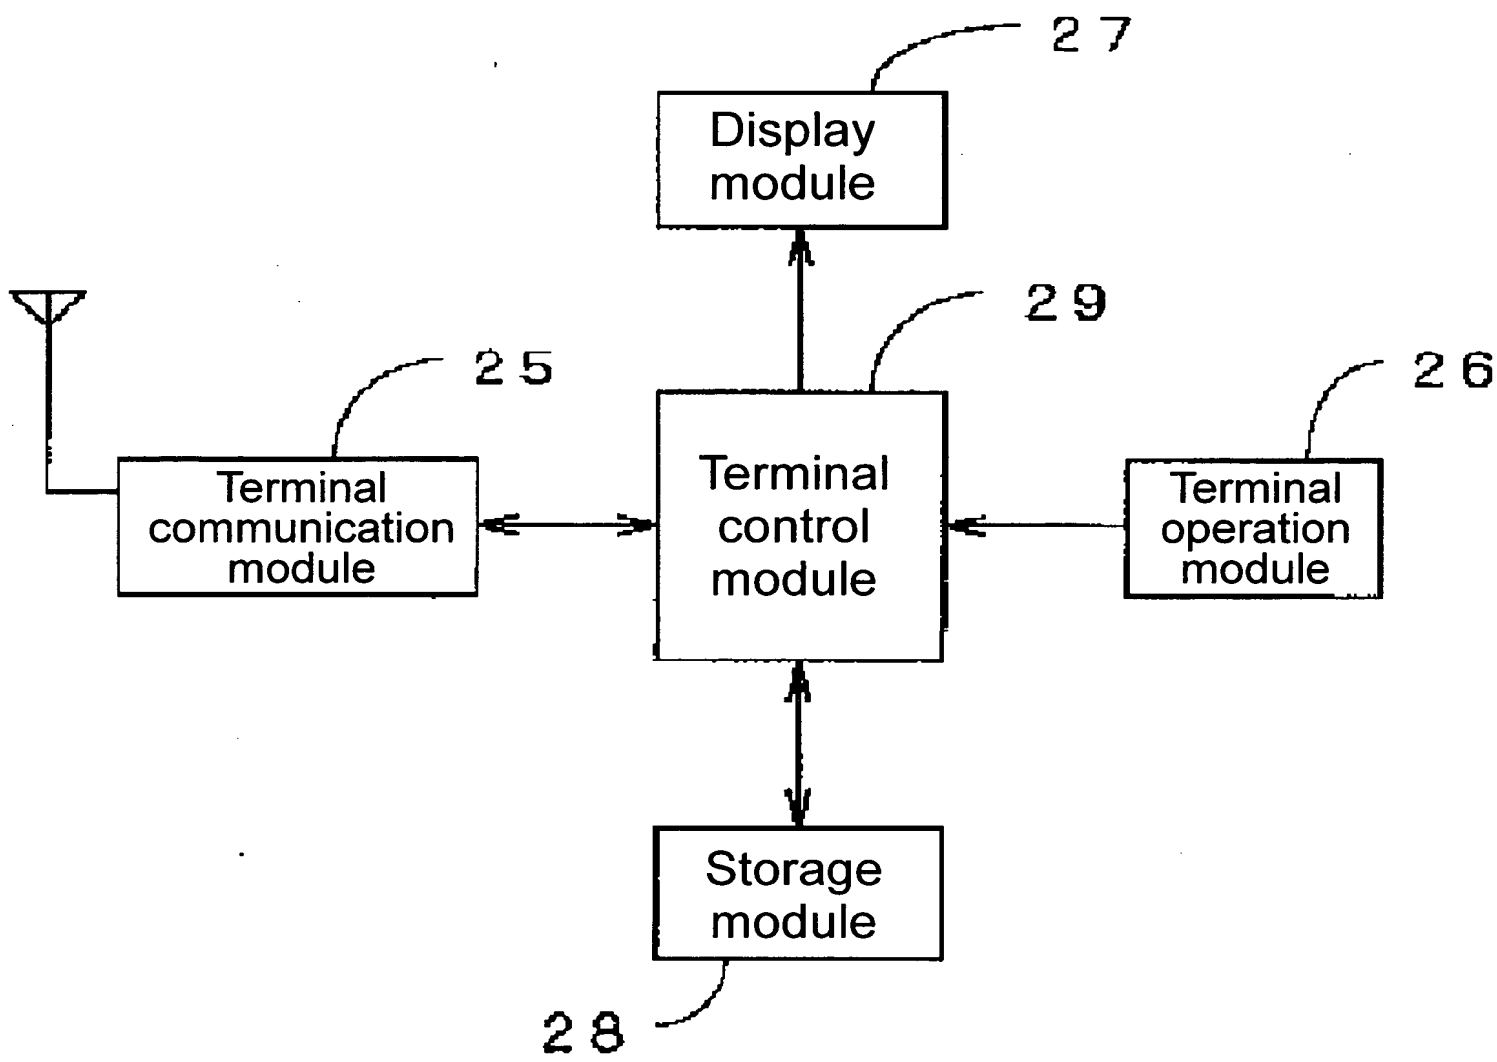 27
Display
module
29
25
26
Terminal
communication
module
Terminal
control
module
Terminal
operation
module
Storage
module
28